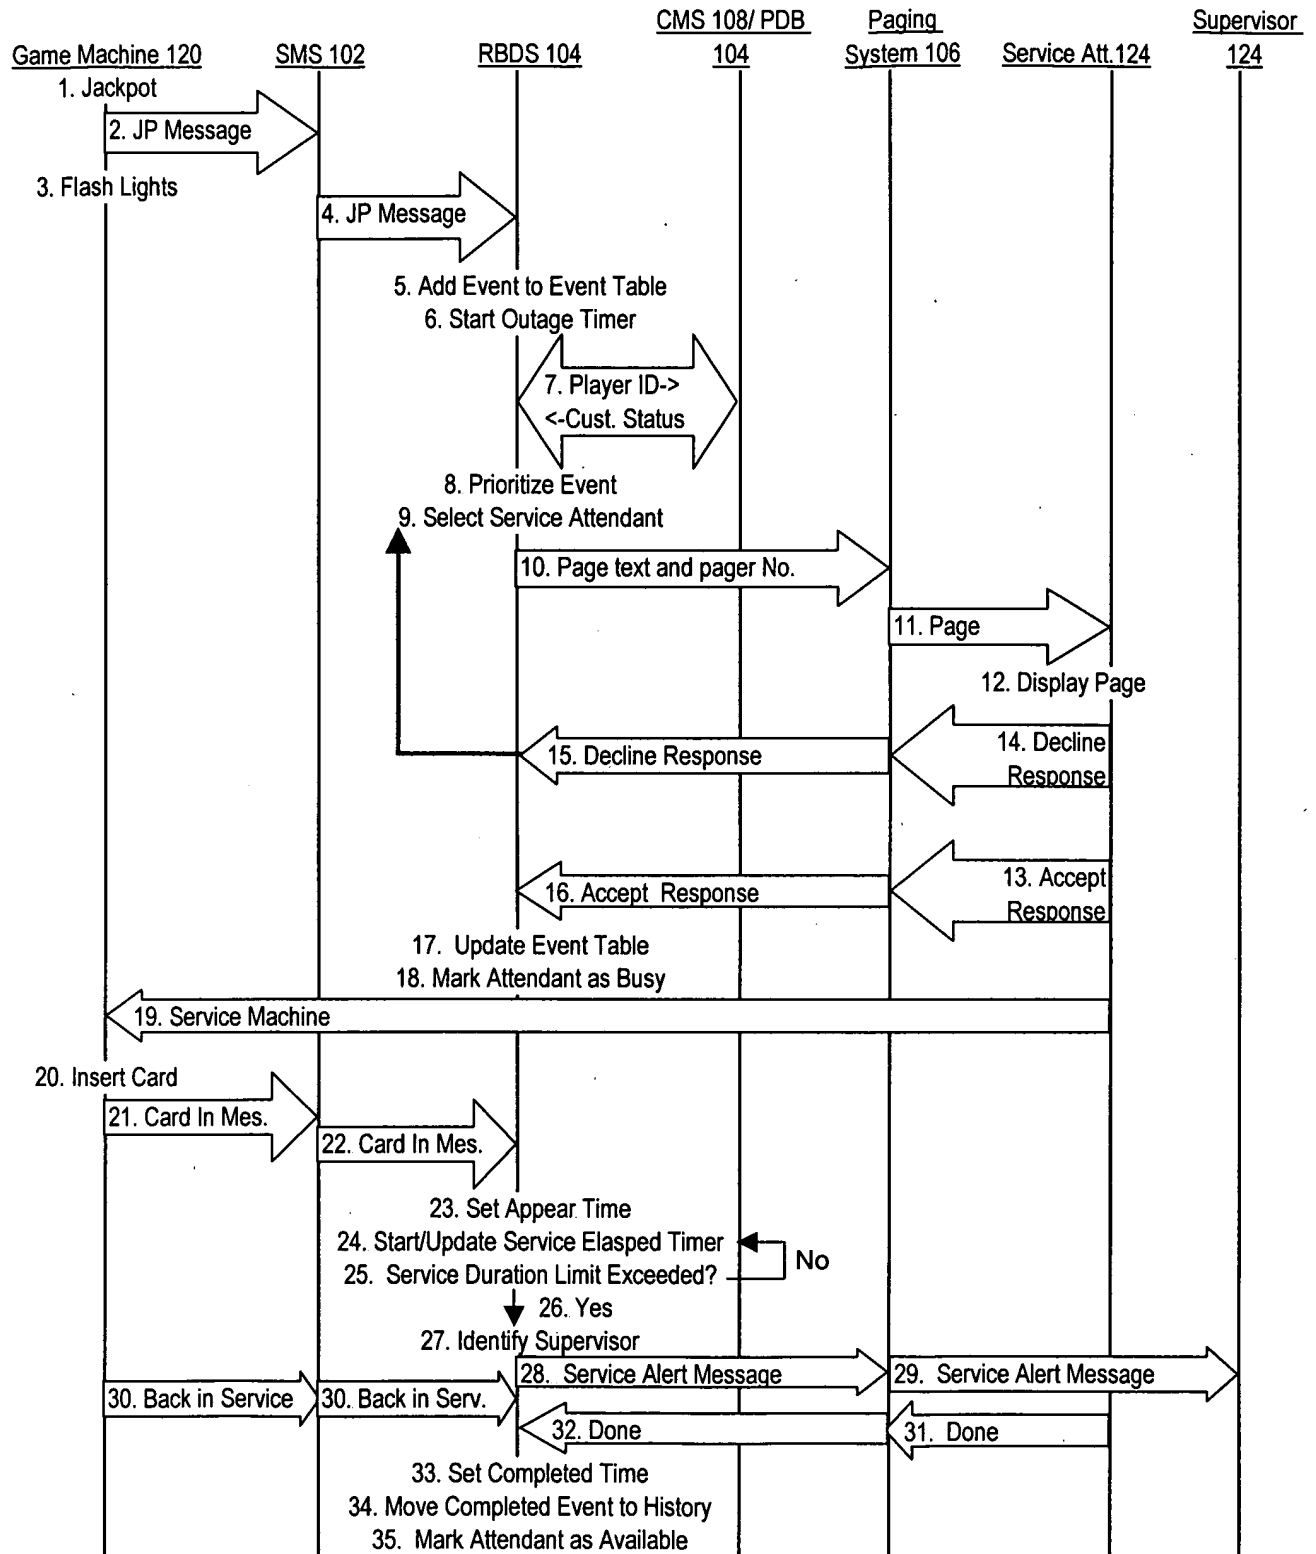 CMS 108/ PDB
Paging
Supervisor
Game Machine 120
SMS 102
RBDS 104
104
System 106
Service Att.124
124
1. Jackpot
2. JP Message
3. Flash Lights
4. JP Message
5. Add Event to Event Table
6. Start Outage Timer
7. Player ID->
<-Cust. Status
8. Prioritize Event
9. Select Service Attendant
10. Page text and pager No.
11. Page
12. Display Page
14. Decline
Response
15. Decline Response
13. Accept
Response
16. Accept Response
17. Update Event Table
18. Mark Attendant as Busy
19. Service Machine
20. Insert Card
21. Card In Mes.
22. Card In Mes.
23. Set Appear Time
24. Start/Update Service Elasped Timer
25. Service Duration Limit Exceeded?
No
26. Yes
27. Identify Supervisor
28. Service Alert Message
29. Service Alert Message
30. Back in Service
30. Back in Serv.
32. Done
31. Done
33. Set Completed Time
34. Move Completed Event to History
35. Mark Attendant as Available